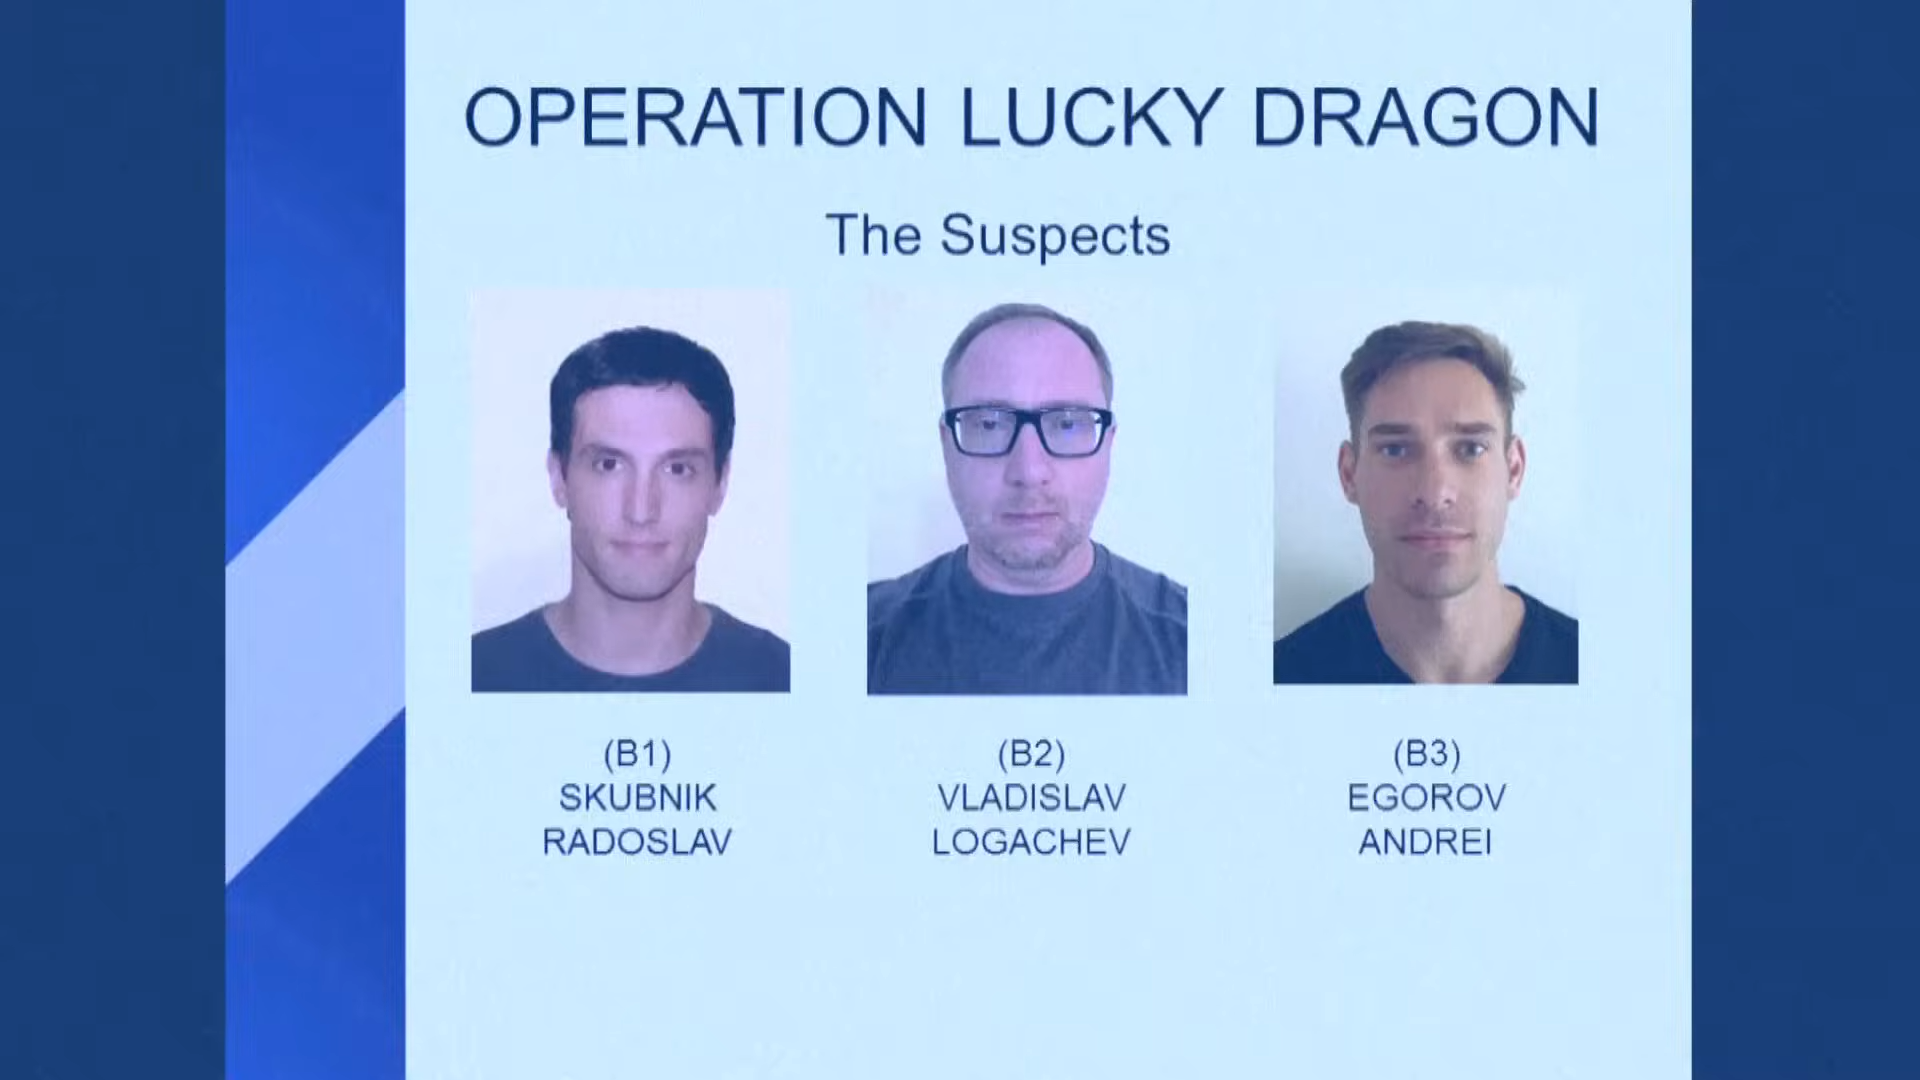 OPERATION LUCKY DRAGON
The Suspects
(B1)
SKUBNIK
RADOSLAV
(B2)
VLADISLAV
LOGACHEV
(B3)
EGOROV
ANDREI